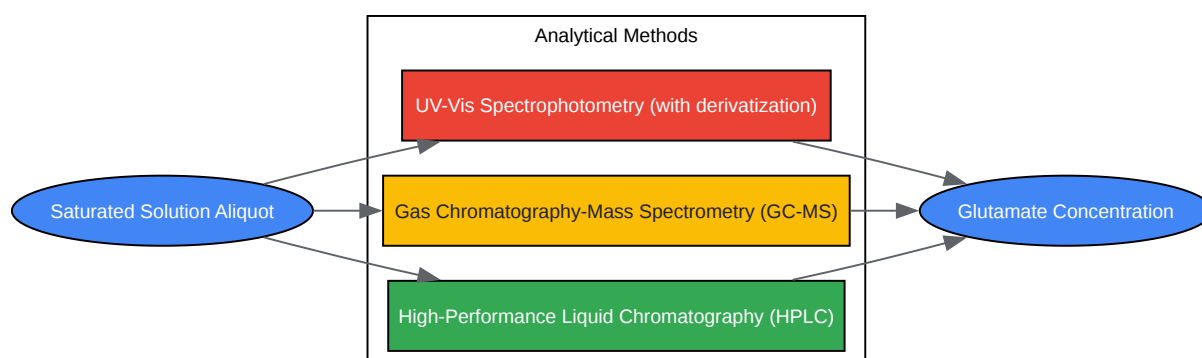 Analytical Methods
UV-Vis Spectrophotometry (with derivatization)
Saturated Solution Aliquot
Gas Chromatography-Mass Spectrometry (GC-MS)
Glutamate Concentration
High-Performance Liquid Chromatography (HPLC)